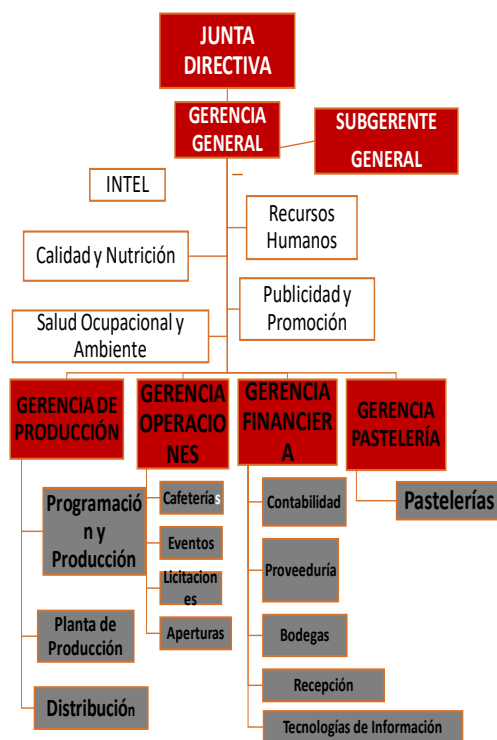 JUNTA
DIRECTIVA
GERENCIA
GENERAL
SUBGERENTE
GENERAL
INTEL
Recursos
Humanos
Calidad y Nutrición
Publicidad y
Promoción
Salud Ocupacional y
Ambiente
GERENCIA DE
PRODUCCIÓN
GERENCIA
OPERACIO
NES
GERENCIA
FINANCIER
A
GERENCIA
PASTELERÍA
Programació
n y
Producción
Planta de
Producción
Distribución
Cafeterías
Eventos
Licitacion
es
Aperturas
Contabilidad
Proveeduría
Bodegas
Recepción
Tecnologías de Información
Pastelerías